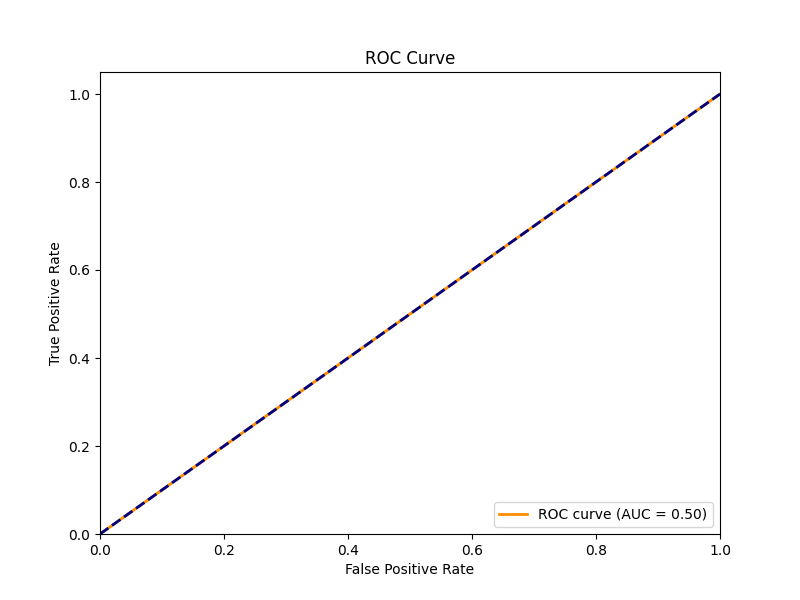 ROC Curve
True Positive Rate
1.0
0.8
0.6
0.4
0.2
0.0
0.0 0.2 0.4 0.6 0.8 1.0
False Positive Rate
ROC curve (AUC = 0.50)